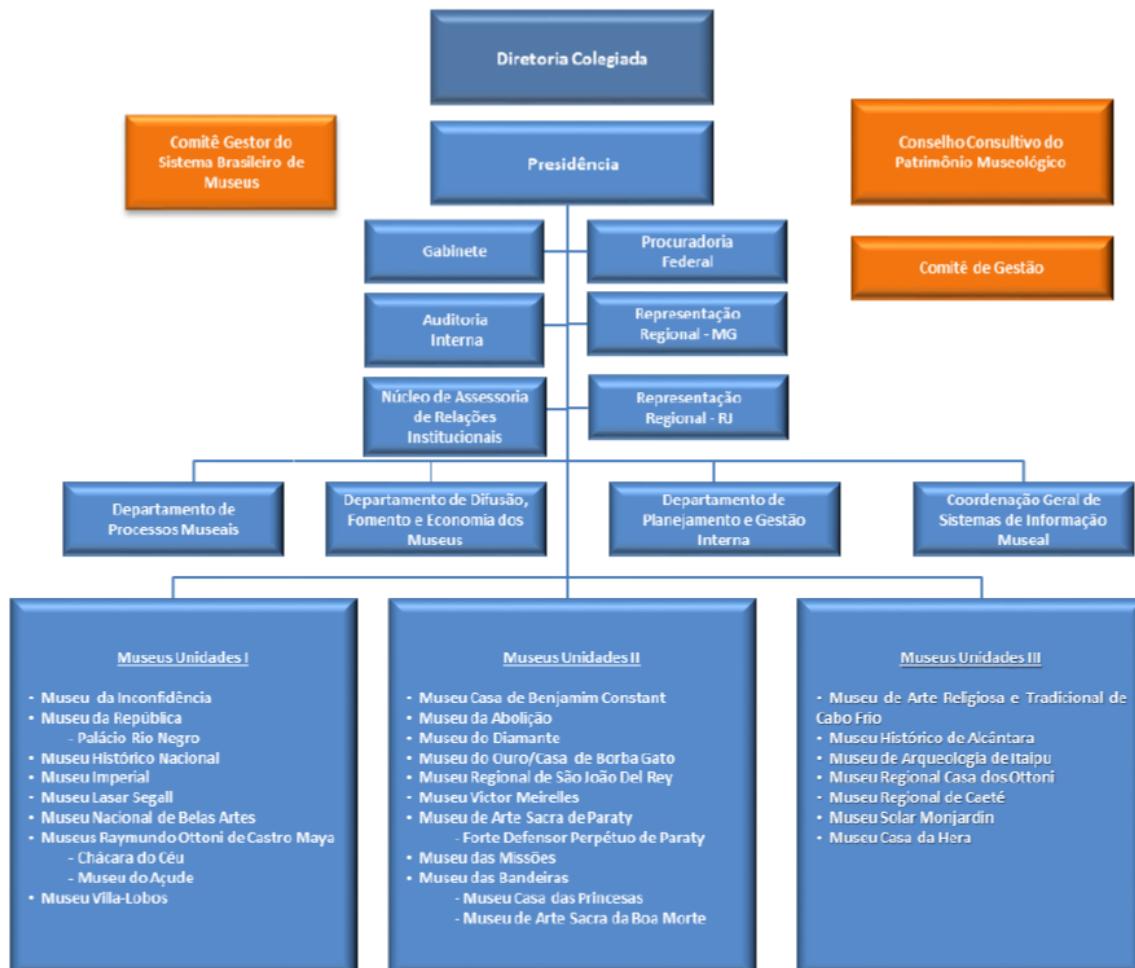 Diretoria Colegiada
Comitê Gestor do
Sistema Brasileiro de
Museus
Presidência
Conselho Consultivo do
Patrimônio Museológico
Gabinete
Procuradoria
Federal
Comitê de Gestão
Auditoria
Interna
Representação
Regional - MG
Núcleo de Assessoria
de Relações
Institucionais
Representação
Regional - RJ
Departamento de
Processos Museais
Departamento de Difusão,
Fomento e Economia dos
Museus
Departamento de
Planejamento e Gestão
Interna
Coordenação Geral de
Sistemas de Informação
Museal
Museus Unidades I
• Museu da Inconfidência
• Museu da República
- Palácio Rio Negro
• Museu Histórico Nacional
• Museu Imperial
• Museu Lasar Segall
• Museu Nacional de Belas Artes
• Museus Raymundo Ottoni de Castro Maya
- Chácara do Céu
- Museu do Açude
• Museu Villa-Lobos
Museus Unidades II
• Museu Casa de Benjamim Constant
• Museu da Abolição
• Museu do Diamante
• Museu do Ouro/Casa de Borba Gato
• Museu Regional de São João Del Rey
• Museu Victor Meirelles
• Museu de Arte Sacra de Paraty
- Forte Defensor Perpétuo de Paraty
• Museu das Missões
• Museu das Bandeiras
- Museu Casa das Princesas
- Museu de Arte Sacra da Boa Morte
Museus Unidades III
• Museu de Arte Religiosa e Tradicional de
Cabo Frio
• Museu Histórico de Alcântara
• Museu de Arqueologia de Itaipu
• Museu Regional Casa dos Ottoni
• Museu Regional de Caeté
• Museu Solar Monjardin
• Museu Casa da Hera